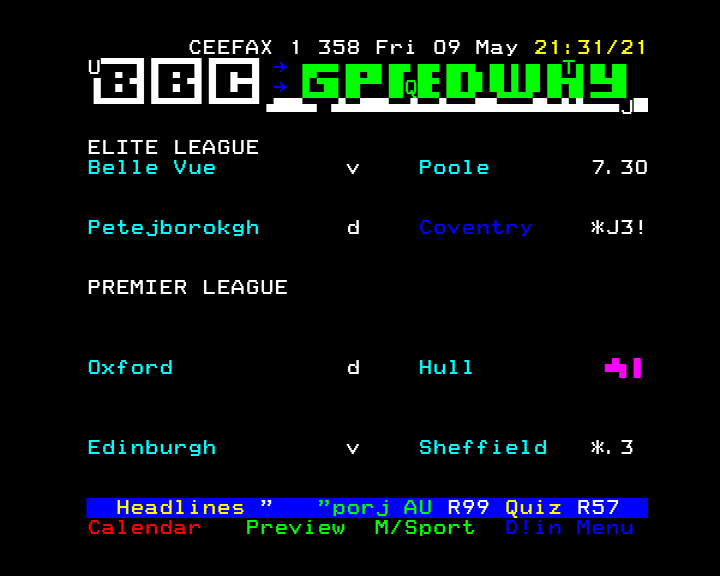 CEEFAX 1 358 Fri 09 May 21:31/21
U BBC → → GPEEDWAY T Q J
ELITE LEAGUE
Belle Vue v Poole 7.30
Petejborokgh d Coventry *J3!
PREMIER LEAGUE
Oxford d Hull
Edinburgh v Sheffield *.3
Headlines " "porj AU R99 Quiz R57
Calendar Preview M/Sport D!in Menu